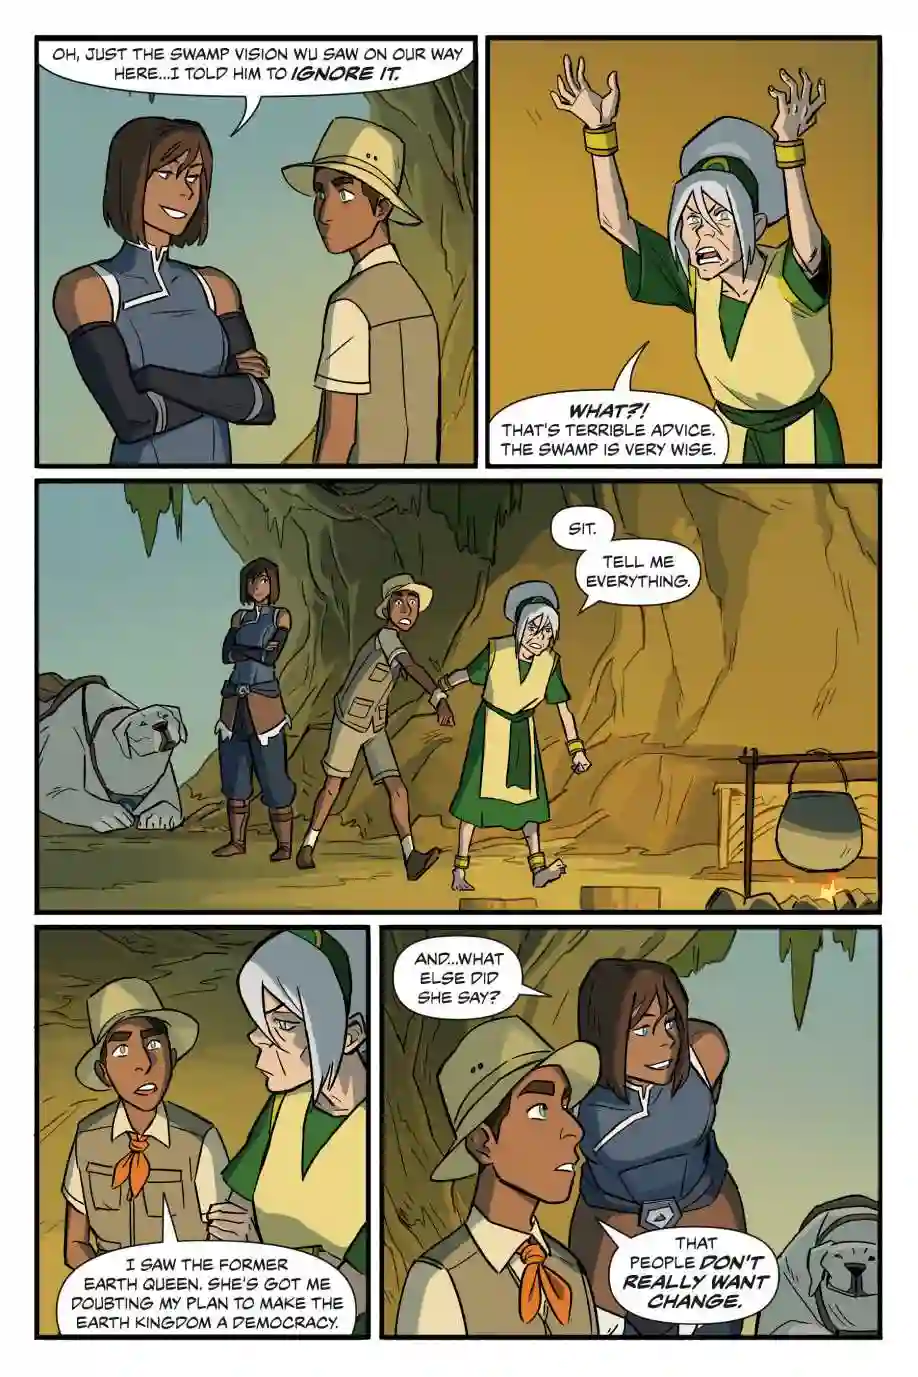 OH, JUST THE SWAMP VISION WU SAW ON OUR WAY
HERE...I TOLD HIM TO IGNORE IT.
WHAT?!
THAT'S TERRIBLE ADVICE.
THE SWAMP IS VERY WISE.
SIT.
TELL ME
EVERYTHING.
I SAW THE FORMER
EARTH QUEEN. SHE'S GOT ME
DOUBTING MY PLAN TO MAKE THE
EARTH KINGDOM A DEMOCRACY.
AND...WHAT
ELSE DID
SHE SAY?
THAT
PEOPLE DON'T
REALLY WANT
CHANGE.